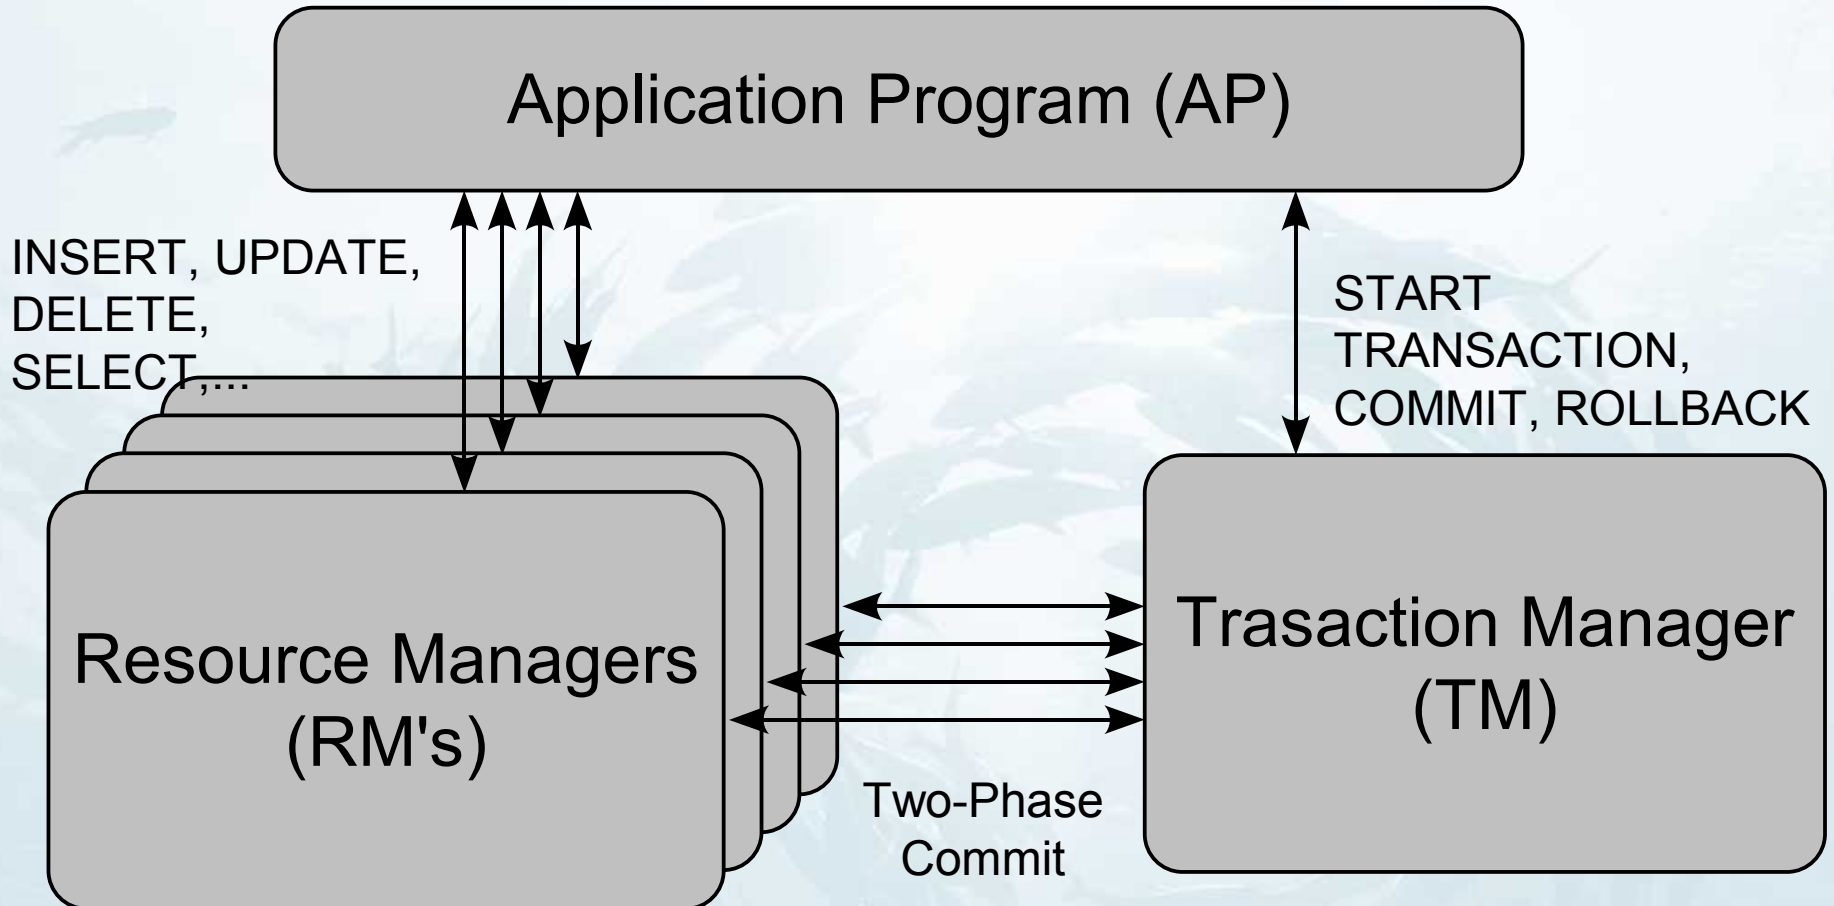 Application Program (AP)
INSERT, UPDATE,
DELETE,
SELECT,...
START
TRANSACTION,
COMMIT, ROLLBACK
Resource Managers
(RM's)
Trasaction Manager
(TM)
Two-Phase
Commit